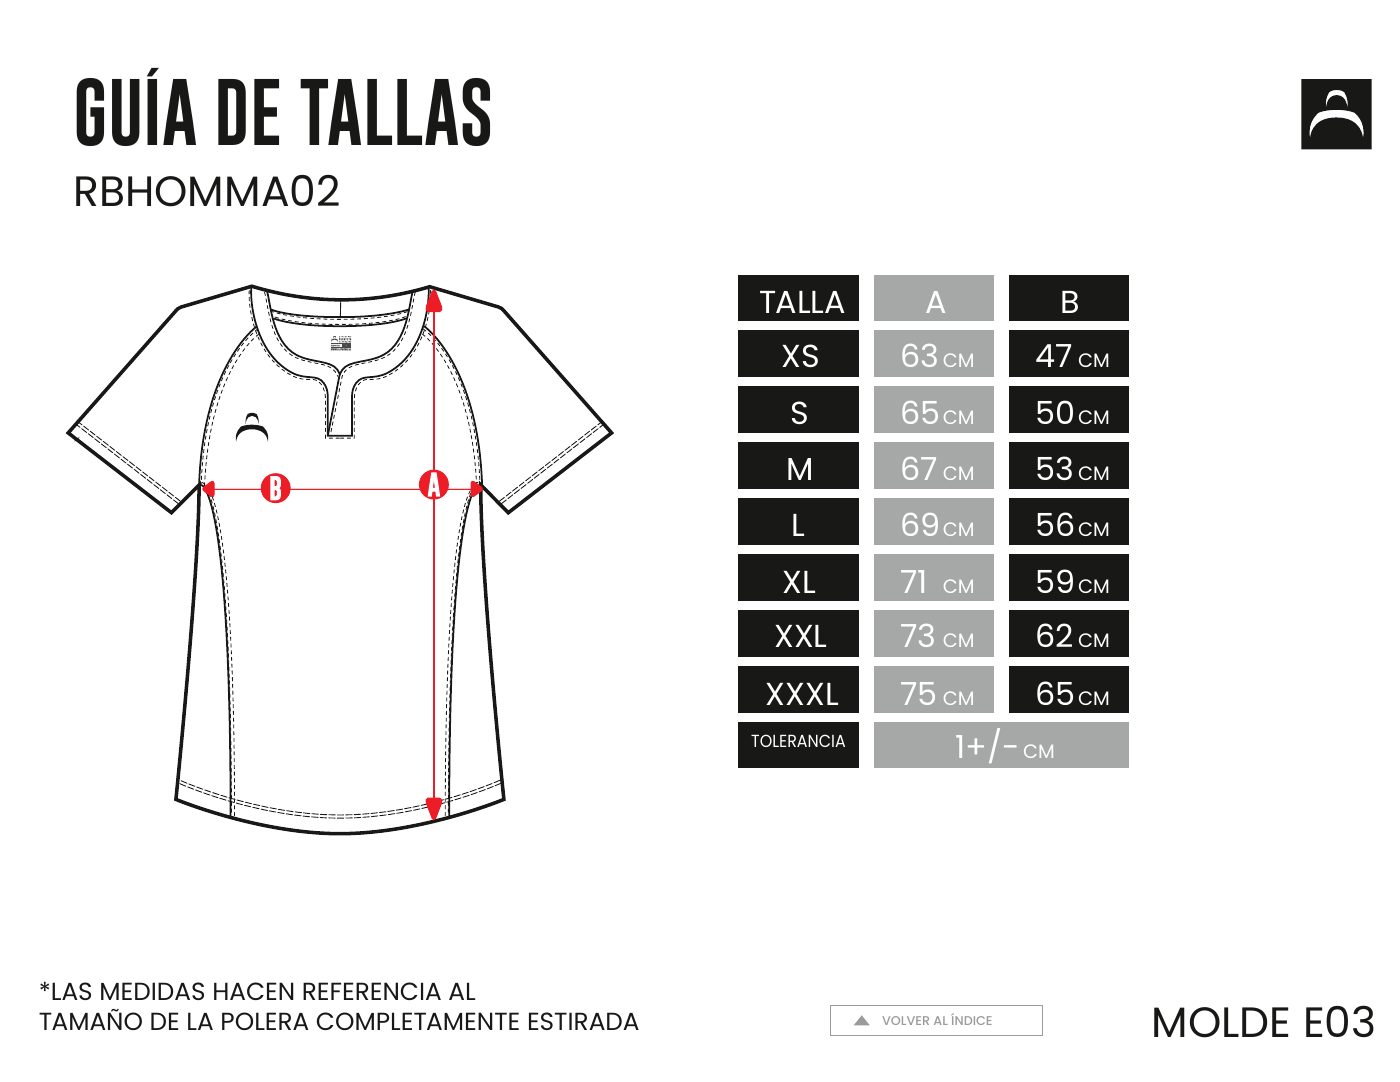 GUÍA DE TALLAS
RBHOMMA02
B
A
TALLA A B
XS 63 CM 47 CM
S 65 CM 50 CM
M 67 CM 53 CM
L 69 CM 56 CM
XL 71 CM 59 CM
XXL 73 CM 62 CM
XXXL 75 CM 65 CM
TOLERANCIA 1+/- CM
*LAS MEDIDAS HACEN REFERENCIA AL
TAMAÑO DE LA POLERA COMPLETAMENTE ESTIRADA
VOLVER AL ÍNDICE
MOLDE E03